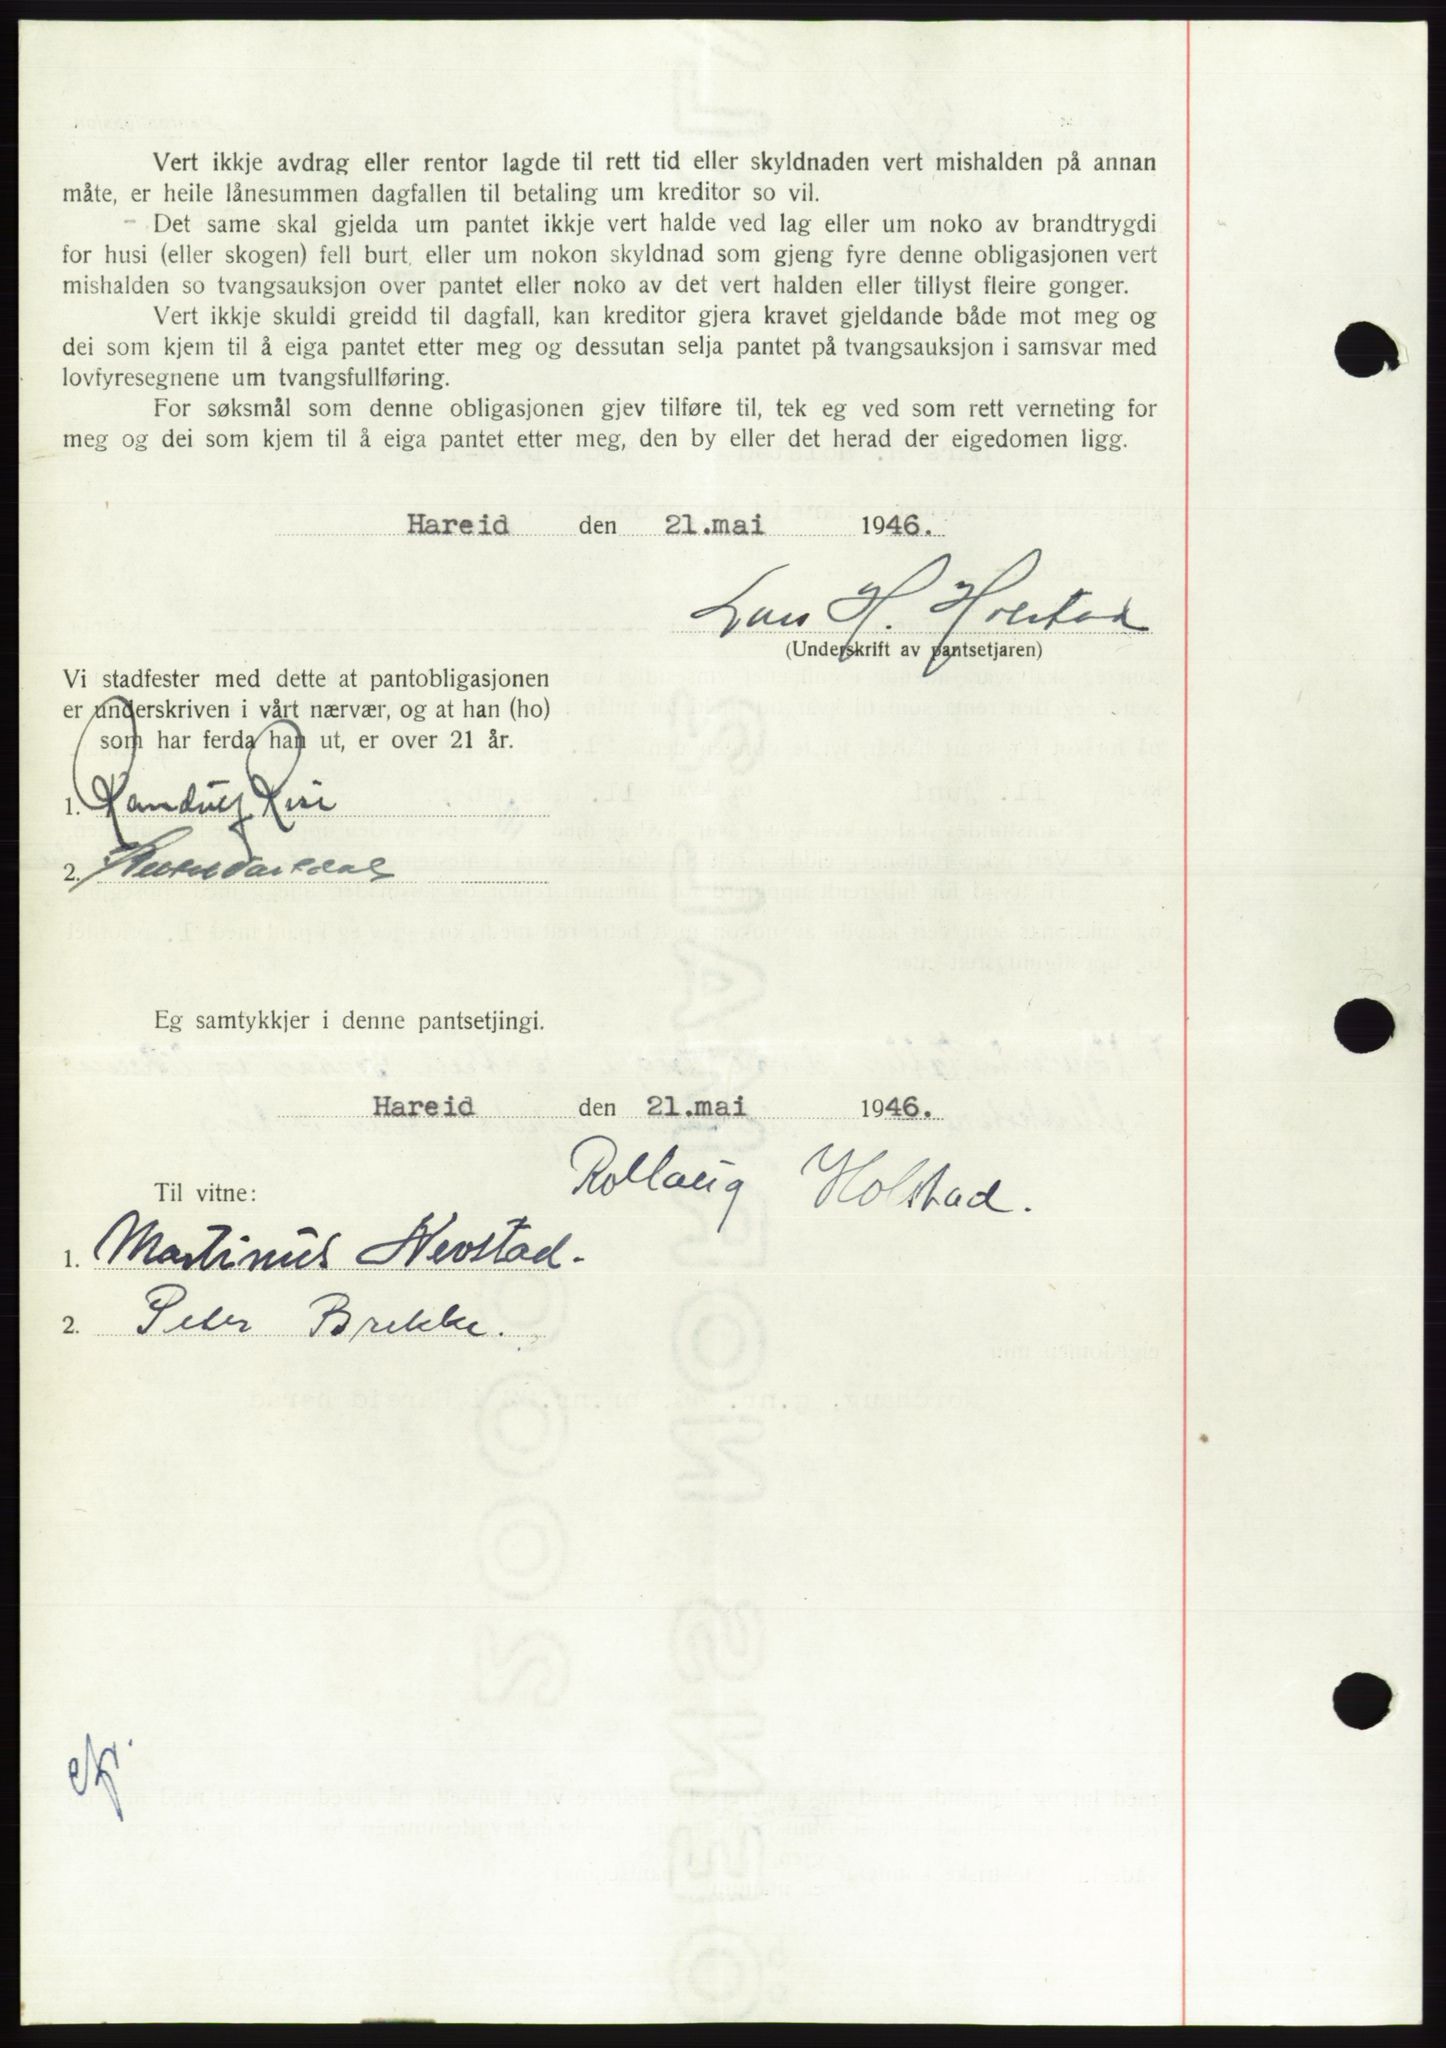 Vert ikkje avdrag eller rentor lagde til rett tid eller skyldnaden vert mishalden på annan
måte, er heile lånesummen dagfallen til betaling um kreditor so vil.
Det same skal gjelda um pantet ikkje vert halde ved lag eller um noko av brandtrygdi
for husi (eller skogen) fell burt, eller um nokon skyldnad som gjeng fyre denne obligasjonen vert
mishalden so tvangsauksjon over pantet eller noko av det vert halden eller tillyst fleire gonger.
Vert ikkje skuldi greidd til dagfall, kan kreditor gjera kravet gjeldande både mot meg og
dei som kjem til å eiga pantet etter meg og dessutan selja pantet på tvangsauksjon i samsvar med
lovfyresegnene um tvangsfullføring.
For søksmål som denne obligasjonen gjev tilføre til, tek eg ved som rett verneting for
meg og dei som kjem til å eiga pantet etter meg, den by eller det herad der eigedomen ligg.
Hareid den 21.mai 1946.
Lars H. Holstad
(Underskrift av pantsetjaren)
Vi stadfester med dette at pantobligasjonen
er underskriven i vårt nærvær, og at han (ho)
som har ferda han ut, er over 21 år.
1. Randveig Risi
2.
Eg samtykkjer i denne pantsetjingi.
Hareid den 21.mai 1946.
Rollaug Holstad.
Til vitne:
1. Martinus Nevstad.
2. Peter Brekke.